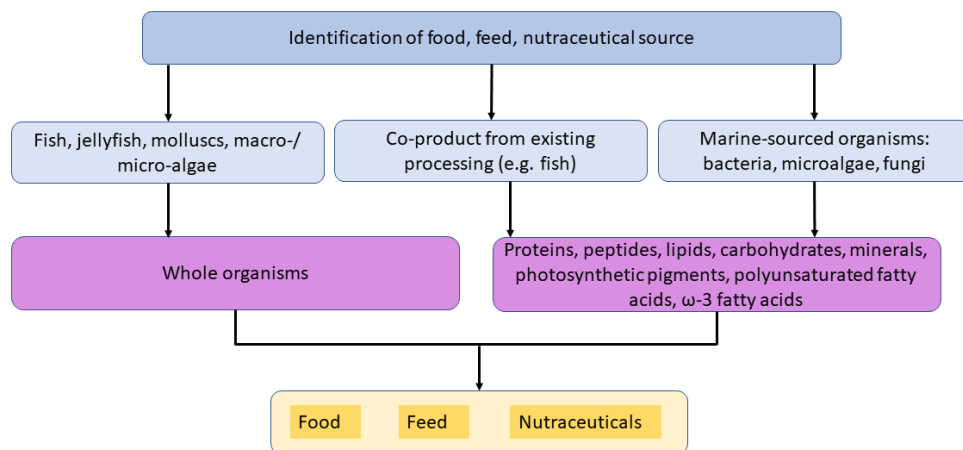 Identification of food, feed, nutraceutical source
Fish, jellyfish, molluscs, macro-/
micro-algae
Co-product from existing
processing (e.g. fish)
Marine-sourced organisms:
bacteria, microalgae, fungi
Whole organisms
Proteins, peptides, lipids, carbohydrates, minerals,
photosynthetic pigments, polyunsaturated fatty
acids, ω-3 fatty acids
Food Feed Nutraceuticals